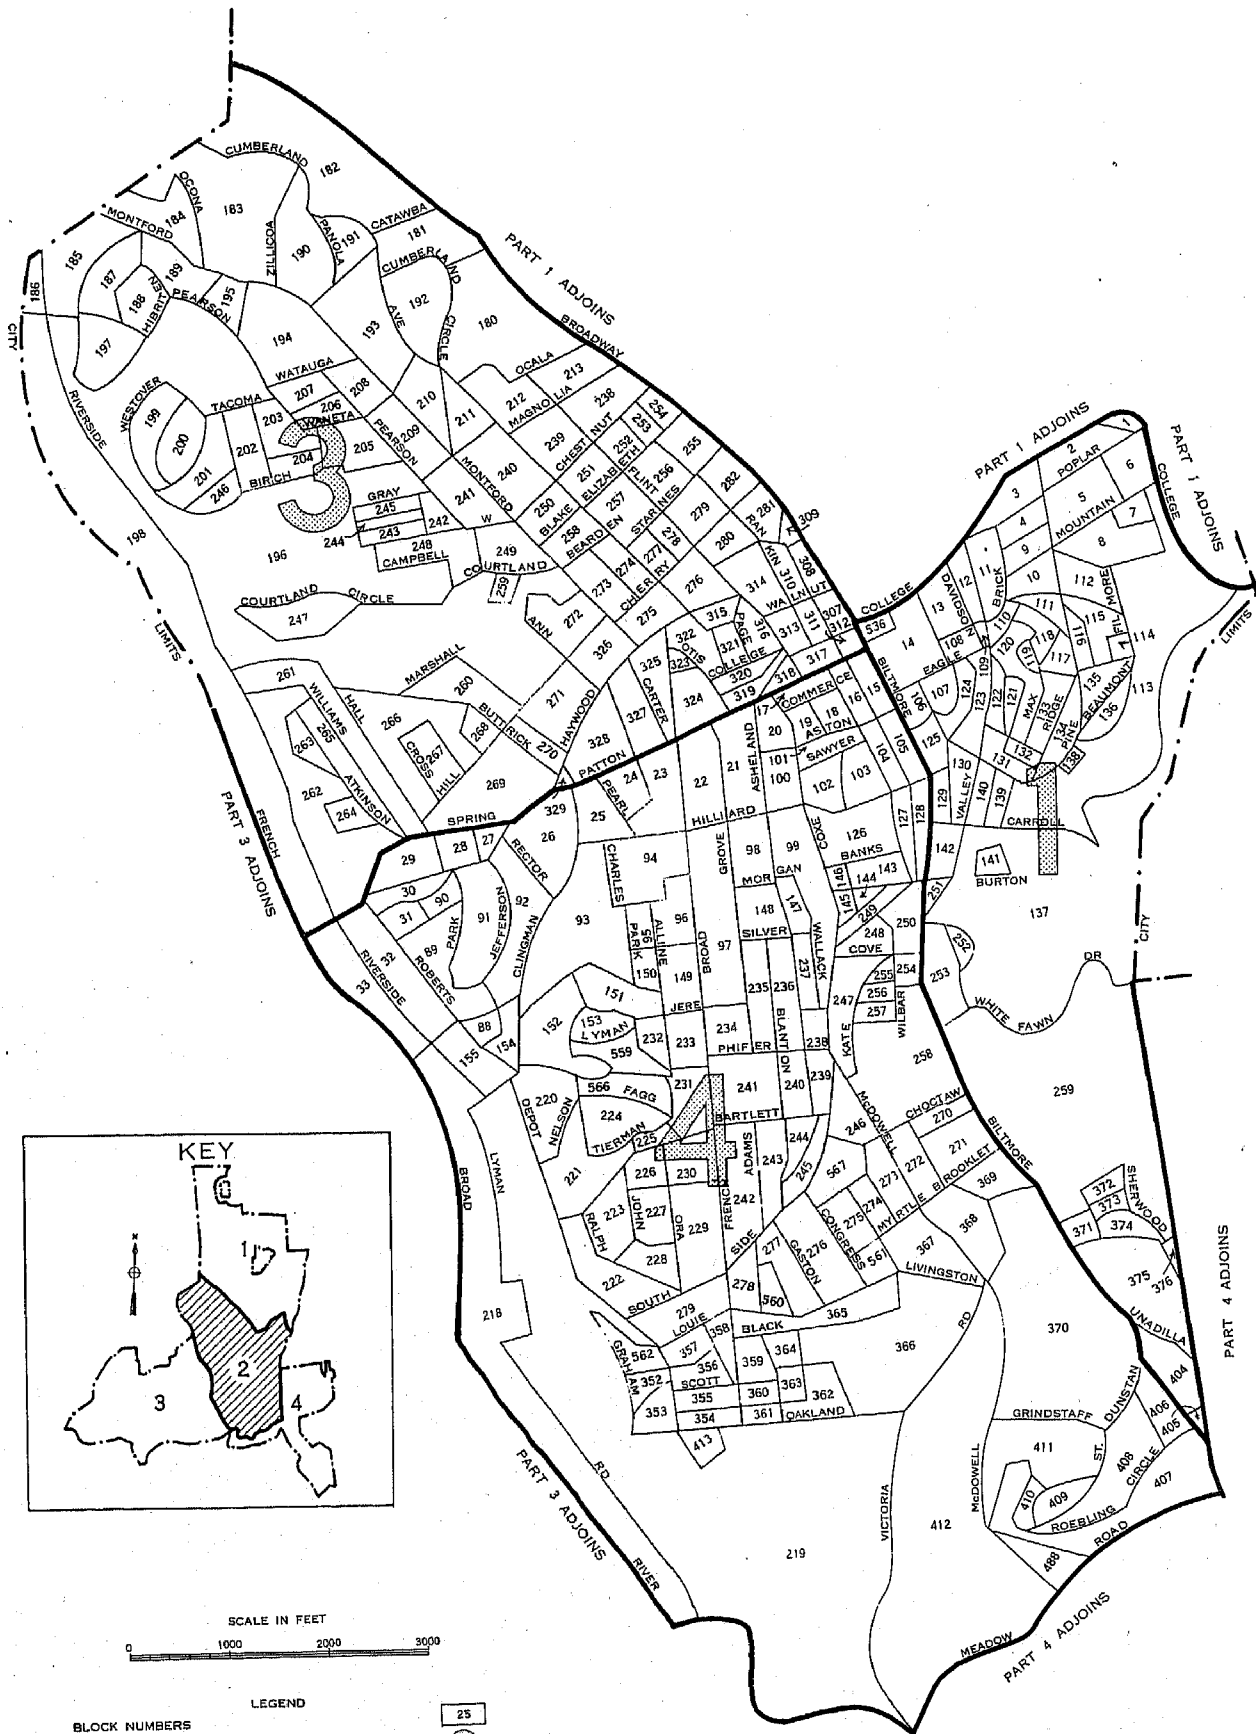 CUMBERLAND
182
OCONA
183
184
MONTFORD
ZILLICOA
190
PANOLA
191
CATAWBA
181
CUMBERLAND
CIRCLE
AVE
192
193
180
PART 1 ADJOINS
BROADWAY
185
186
187
188
189
HIBRITEN
PEARSON
195
194
197
CITY
LIMITS
RIVERSIDE
WESTOVER
199
200
201
246
TACOMA
WATAUGA
202
203
207
206
208
WANETA
204
205
BIRCH
3
PEARSON
209
210
211
OCALA
212
213
MAGNOLIA
238
239
CHESTNUT
254
253
252
251
ELIZABETH
255
256
FLINT
257
250
BLAKE
258
BEARDEN
STARNES
MONTFORD
240
241
W
GRAY
245
244
243
242
248
CAMPBELL
249
COURTLAND
259
198
196
COURTLAND
CIRCLE
247
282
279
281
309
RAN
KIN
280
278
277
274
273
CHERRY
276
275
272
ANN
314
310
308
WALNUT
307
311
312
313
316
315
PAGE
321
OTIS
COLLEGE
322
323
320
317
318
319
324
325
CARTER
326
327
328
HAYWOOD
271
270
MARSHALL
260
BUTTRICK
268
267
CROSS
HILL
266
269
HALL
261
WILLIAMS
265
263
262
264
ATKINSON
FRENCH
PART 3 ADJOINS
SPRING
329
PATTON
PART 1 ADJOINS
1
2
POPLAR
3
6
5
4
MOUNTAIN
7
8
9
COLLEGE
PART 1 ADJOINS
LIMITS
10
11
12
13
14
BRICK
DAVIDSON
112
111
110
FILMORE
115
114
116
118
119
117
120
108
109
EAGLE
N
COLLEGE
536
BILTMORE
106
107
124
123
122
121
MAX
133
RIDGE
134
PINE
135
136
BEAUMONT
113
132
131
138
125
130
129
VALLEY
140
139
CARROLL
1
142
141
BURTON
137
CITY
COMMERCE
15
16
17
18
19
20
ASTON
SAWYER
101
100
102
103
104
105
ASHELAND
21
22
23
24
PEARL
25
26
HILLIARD
COXE
126
127
128
BANKS
143
144
145
146
249
248
COVE
250
251
252
253
254
255
256
257
WILBAR
KATE
247
DR
WHITE
FAWN
258
259
27
28
29
30
31
90
RECTOR
92
91
JEFFERSON
PARK
89
ROBERTS
32
33
RIVERSIDE
88
154
155
CLINGMAN
93
94
CHARLES
GROVE
98
99
MORGAN
147
148
SILVER
WALLACK
237
235
236
96
97
95
PARK
ALLINE
150
149
BROAD
JERE
151
152
153
LYMAN
559
232
233
234
PHIFER
BLANTON
238
239
240
241
231
566
FAGG
224
220
NELSON
DEPOT
TIERMAN
225
4
BARTLETT
221
226
230
ADAMS
243
244
245
242
246
McDOWELL
CHOCTAW
270
271
272
273
274
275
567
MYRTLE
BROOKLET
369
BILTMORE
CONGRESS
276
561
GASTON
277
JOHN
227
223
RALPH
228
ORA
229
FRENCH
SIDE
222
SOUTH
278
560
279
LOUIE
358
BLACK
365
368
367
LIVINGSTON
RD
366
370
372
373
374
371
375
376
SHERWOOD
UNADILLA
404
PART 4 ADJOINS
LYMAN
BROAD
218
GRAHAM
562
357
356
352
353
SCOTT
355
354
359
360
361
364
363
362
OAKLAND
413
GRINDSTAFF
DUNSTAN
ST.
406
405
408
CIRCLE
407
411
410
409
ROEBLING
ROAD
488
412
McDOWELL
VICTORIA
219
RD
RIVER
PART 3 ADJOINS
MEADOW
PART 4 ADJOINS
KEY
1
2
3
4
SCALE IN FEET
0 1000 2000 3000
LEGEND
BLOCK NUMBERS
25